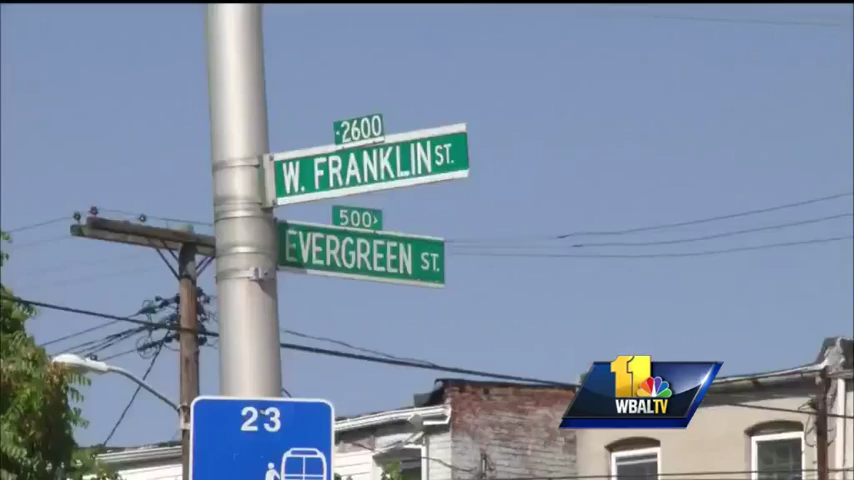 2600
W. FRANKLIN ST.
500
EVERGREEN ST.
23
11
WBALTV